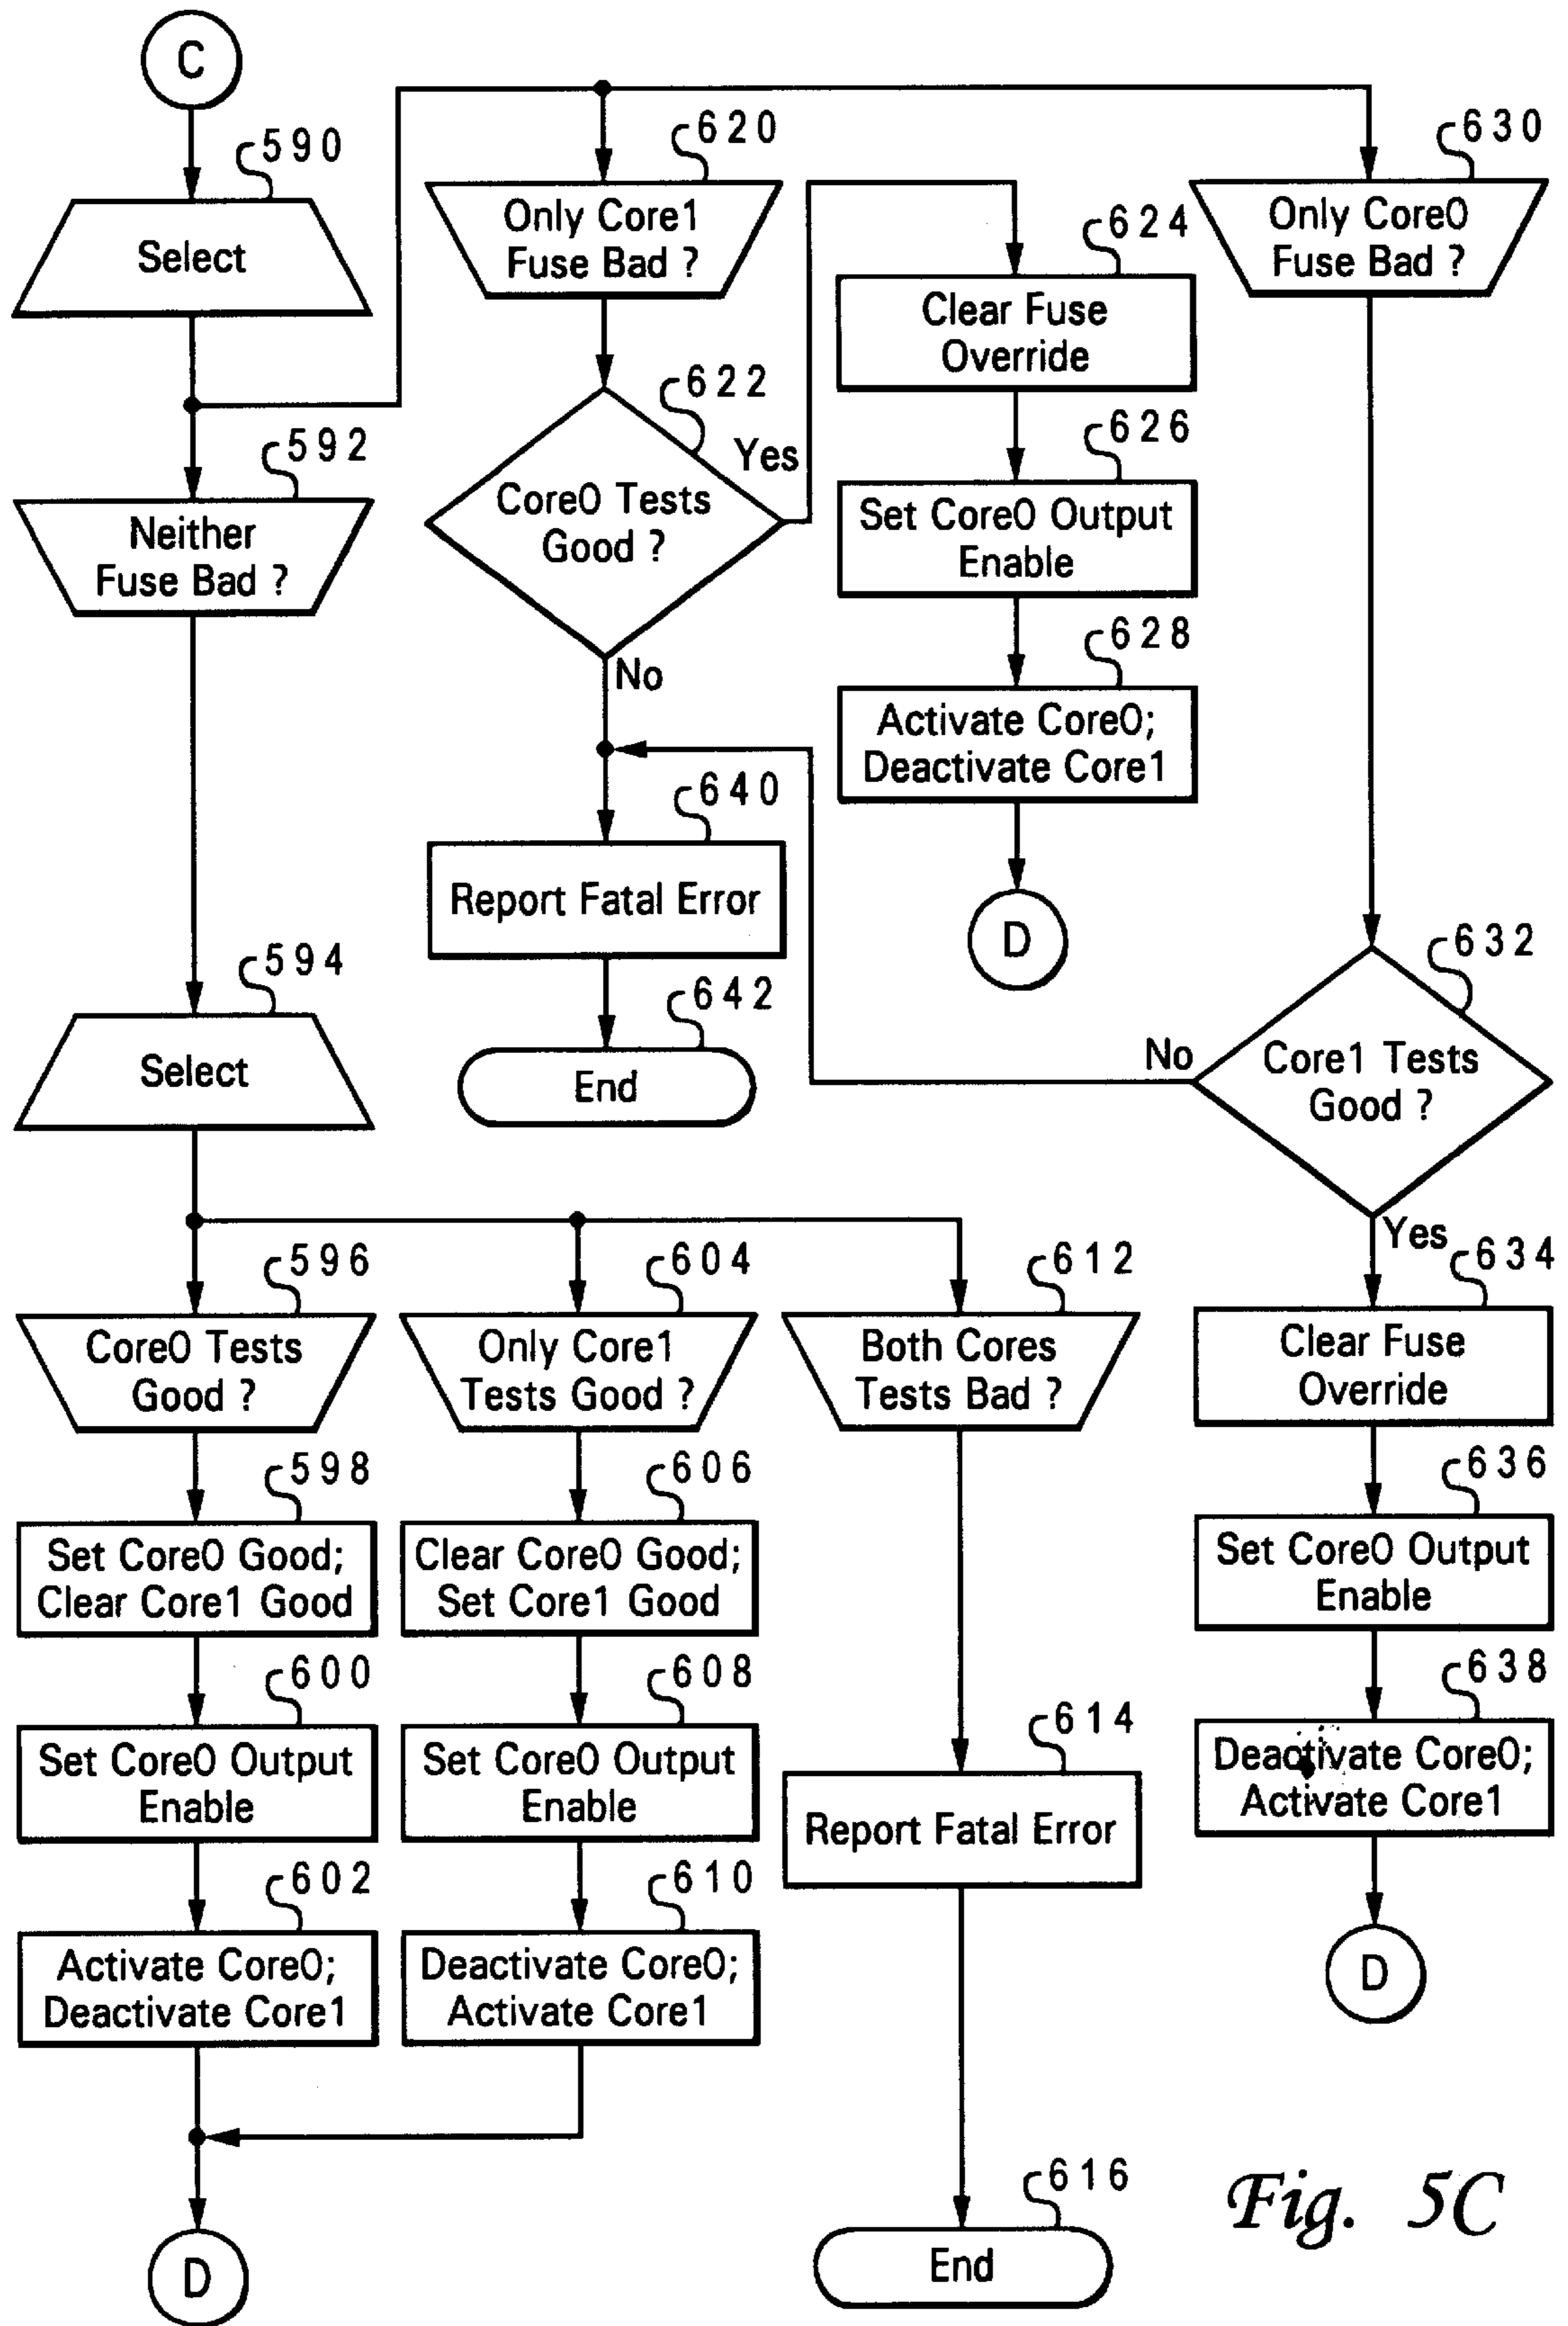 C
590
Select
592
Neither
Fuse Bad ?
620
Only Core1
Fuse Bad ?
622
Core0 Tests
Good ?
Yes
No
624
Clear Fuse
Override
626
Set Core0 Output
Enable
628
Activate Core0;
Deactivate Core1
D
630
Only Core0
Fuse Bad ?
632
Core1 Tests
Good ?
No
Yes
640
Report Fatal Error
642
End
594
Select
596
Core0 Tests
Good ?
598
Set Core0 Good;
Clear Core1 Good
600
Set Core0 Output
Enable
602
Activate Core0;
Deactivate Core1
D
604
Only Core1
Tests Good ?
606
Clear Core0 Good;
Set Core1 Good
608
Set Core0 Output
Enable
610
Deactivate Core0;
Activate Core1
612
Both Cores
Tests Bad ?
614
Report Fatal Error
616
End
634
Clear Fuse
Override
636
Set Core0 Output
Enable
638
Deactivate Core0;
Activate Core1
D
Fig. 5C